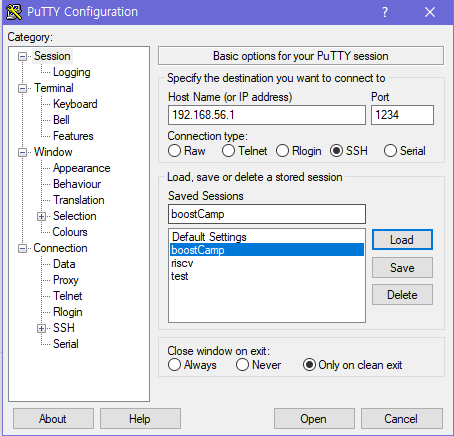 PuTTY Configuration
?
Category:
Session
Logging
Terminal
Keyboard
Bell
Features
Window
Appearance
Behaviour
Translation
Selection
Colours
Connection
Data
Proxy
Telnet
Rlogin
SSH
Serial
Basic options for your PuTTY session
Specify the destination you want to connect to
Host Name (or IP address) Port
192.168.56.1 1234
Connection type:
Raw Telnet Rlogin SSH Serial
Load, save or delete a stored session
Saved Sessions
boostCamp
Default Settings
boostCamp
riscv
test
Load
Save
Delete
Close window on exit:
Always Never Only on clean exit
About Help Open Cancel